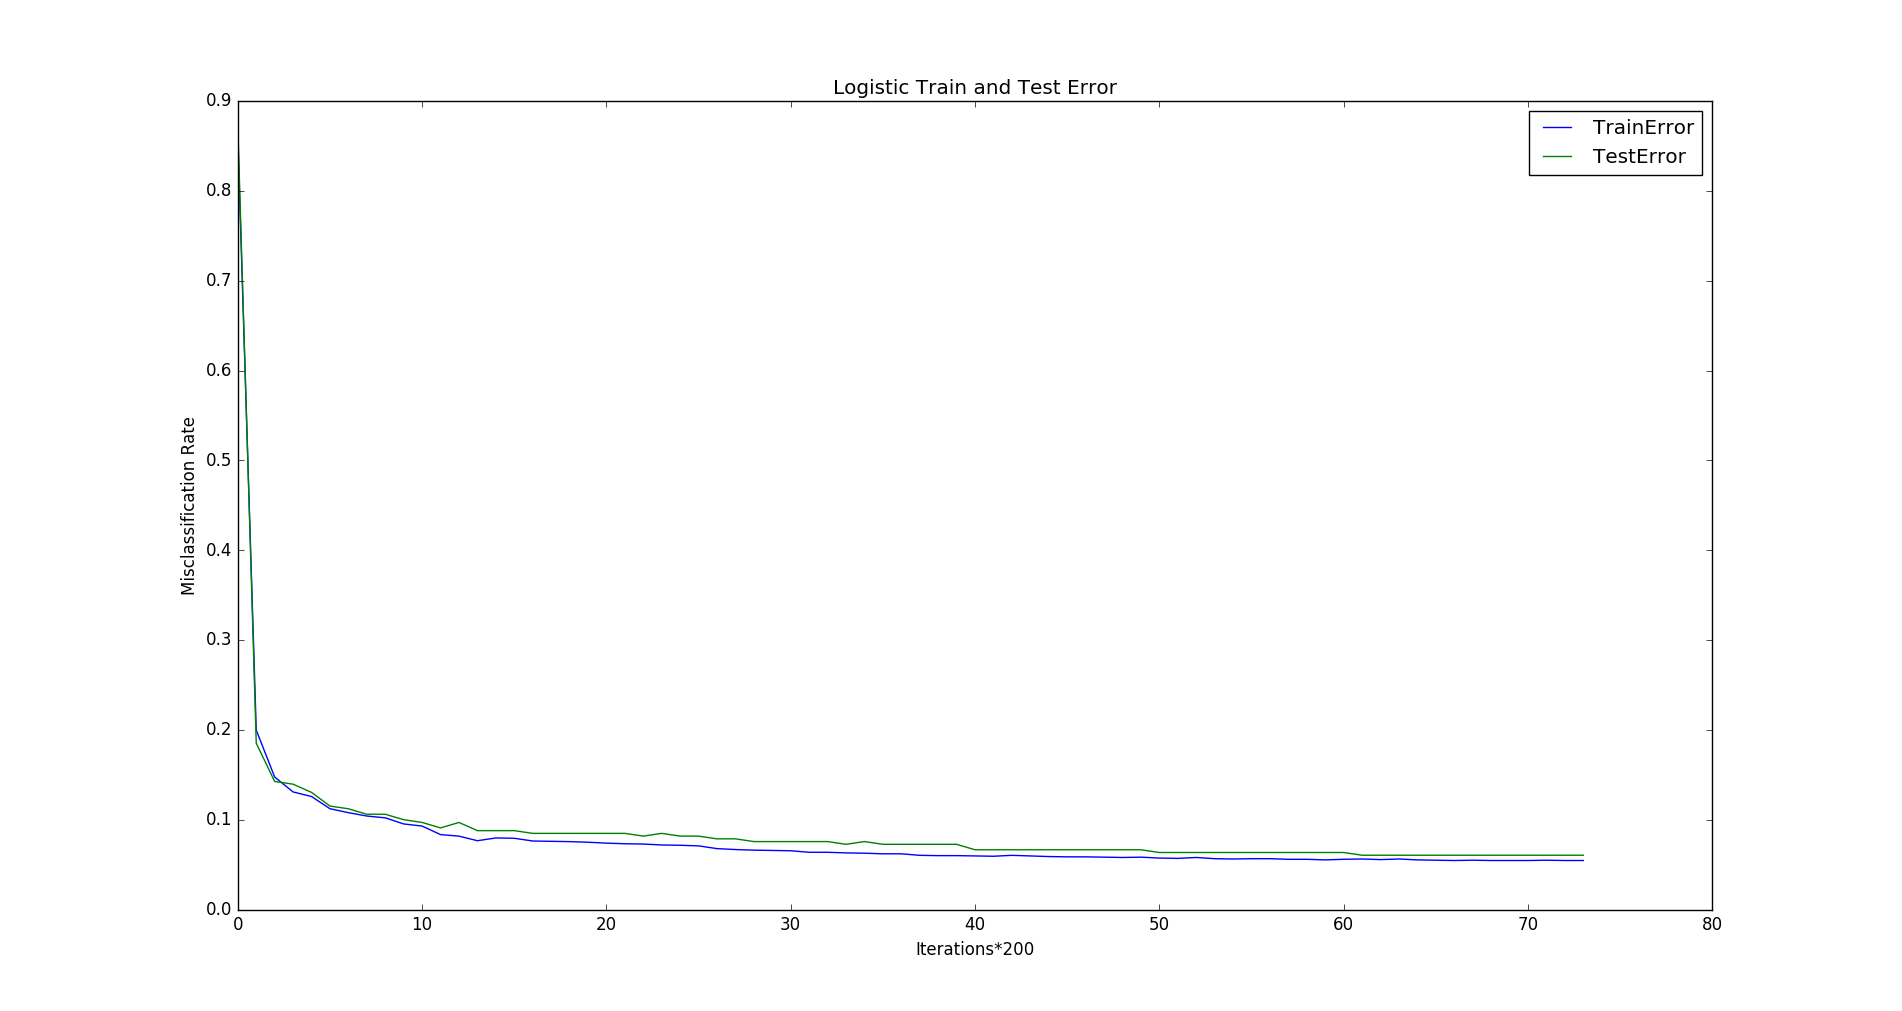 Logistic Train and Test Error
0.9
0.8
0.7
0.6
0.5
0.4
0.3
0.2
0.1
0.0
Misclassification Rate
TrainError
TestError
0 10 20 30 40 50 60 70 80
Iterations*200